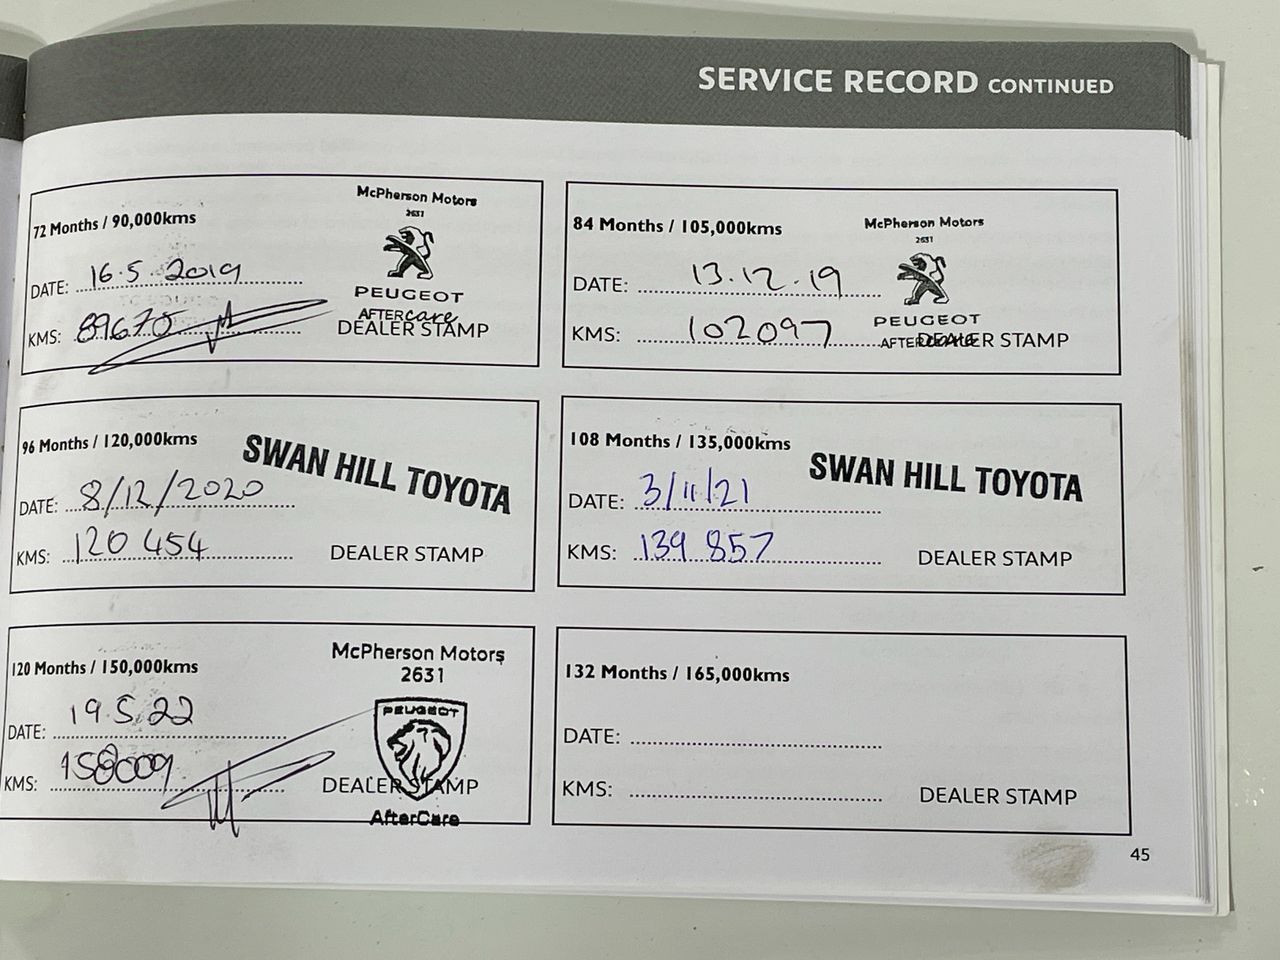 SERVICE RECORD CONTINUED
72 Months / 90,000kms
McPherson Motors
2631
DATE: 16.5.2019
PEUGEOT
AFTERcare
KMS: 89675
DEALER STAMP
84 Months / 105,000kms
McPherson Motors
2631
DATE: 13.12.19
PEUGEOT
KMS: 102097
AFTERcare
DEALER STAMP
96 Months / 120,000kms
SWAN HILL TOYOTA
DATE: 8/12/2020
KMS: 120 454
DEALER STAMP
108 Months / 135,000kms
SWAN HILL TOYOTA
DATE: 3/11/21
KMS: 139 857
DEALER STAMP
120 Months / 150,000kms
McPherson Motors
2631
PEUGEOT
DATE: 19 5 22
KMS: 158009
DEALER STAMP
AfterCare
132 Months / 165,000kms
DATE:
KMS:
DEALER STAMP
45